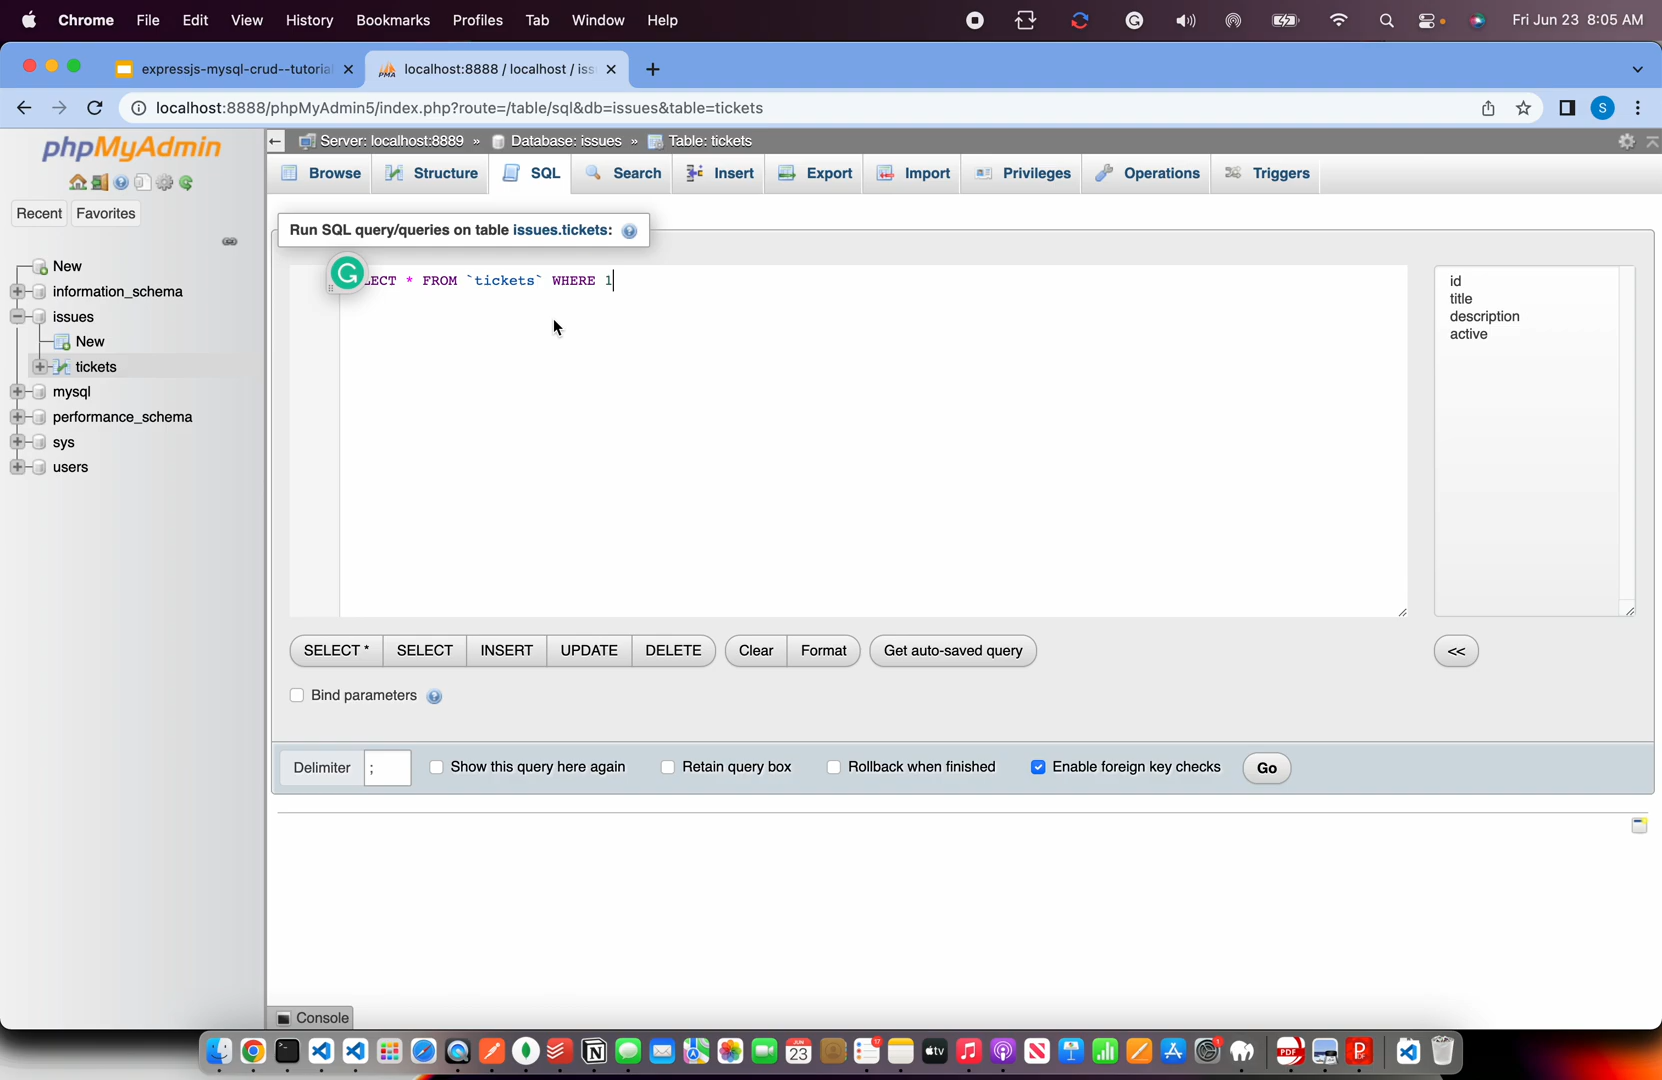 Chrome File Edit View History Bookmarks Profiles Tab Window Help Fri Jun 23 8:05 AM
expressjs-mysql-crud--tutorial localhost:8888 / localhost / iss
localhost:8888/phpMyAdmin5/index.php?route=/table/sql&db=issues&table=tickets S
phpMyAdmin
Recent Favorites
New
information_schema
issues
New
tickets
mysql
performance_schema
sys
users
Server: localhost:8889 » Database: issues » Table: tickets
Browse Structure SQL Search Insert Export Import Privileges Operations Triggers
Run SQL query/queries on table issues.tickets:
LECT * FROM `tickets` WHERE 1
id
title
description
active
SELECT * SELECT INSERT UPDATE DELETE Clear Format Get auto-saved query <<
Bind parameters
Delimiter ; Show this query here again Retain query box Rollback when finished Enable foreign key checks Go
Console